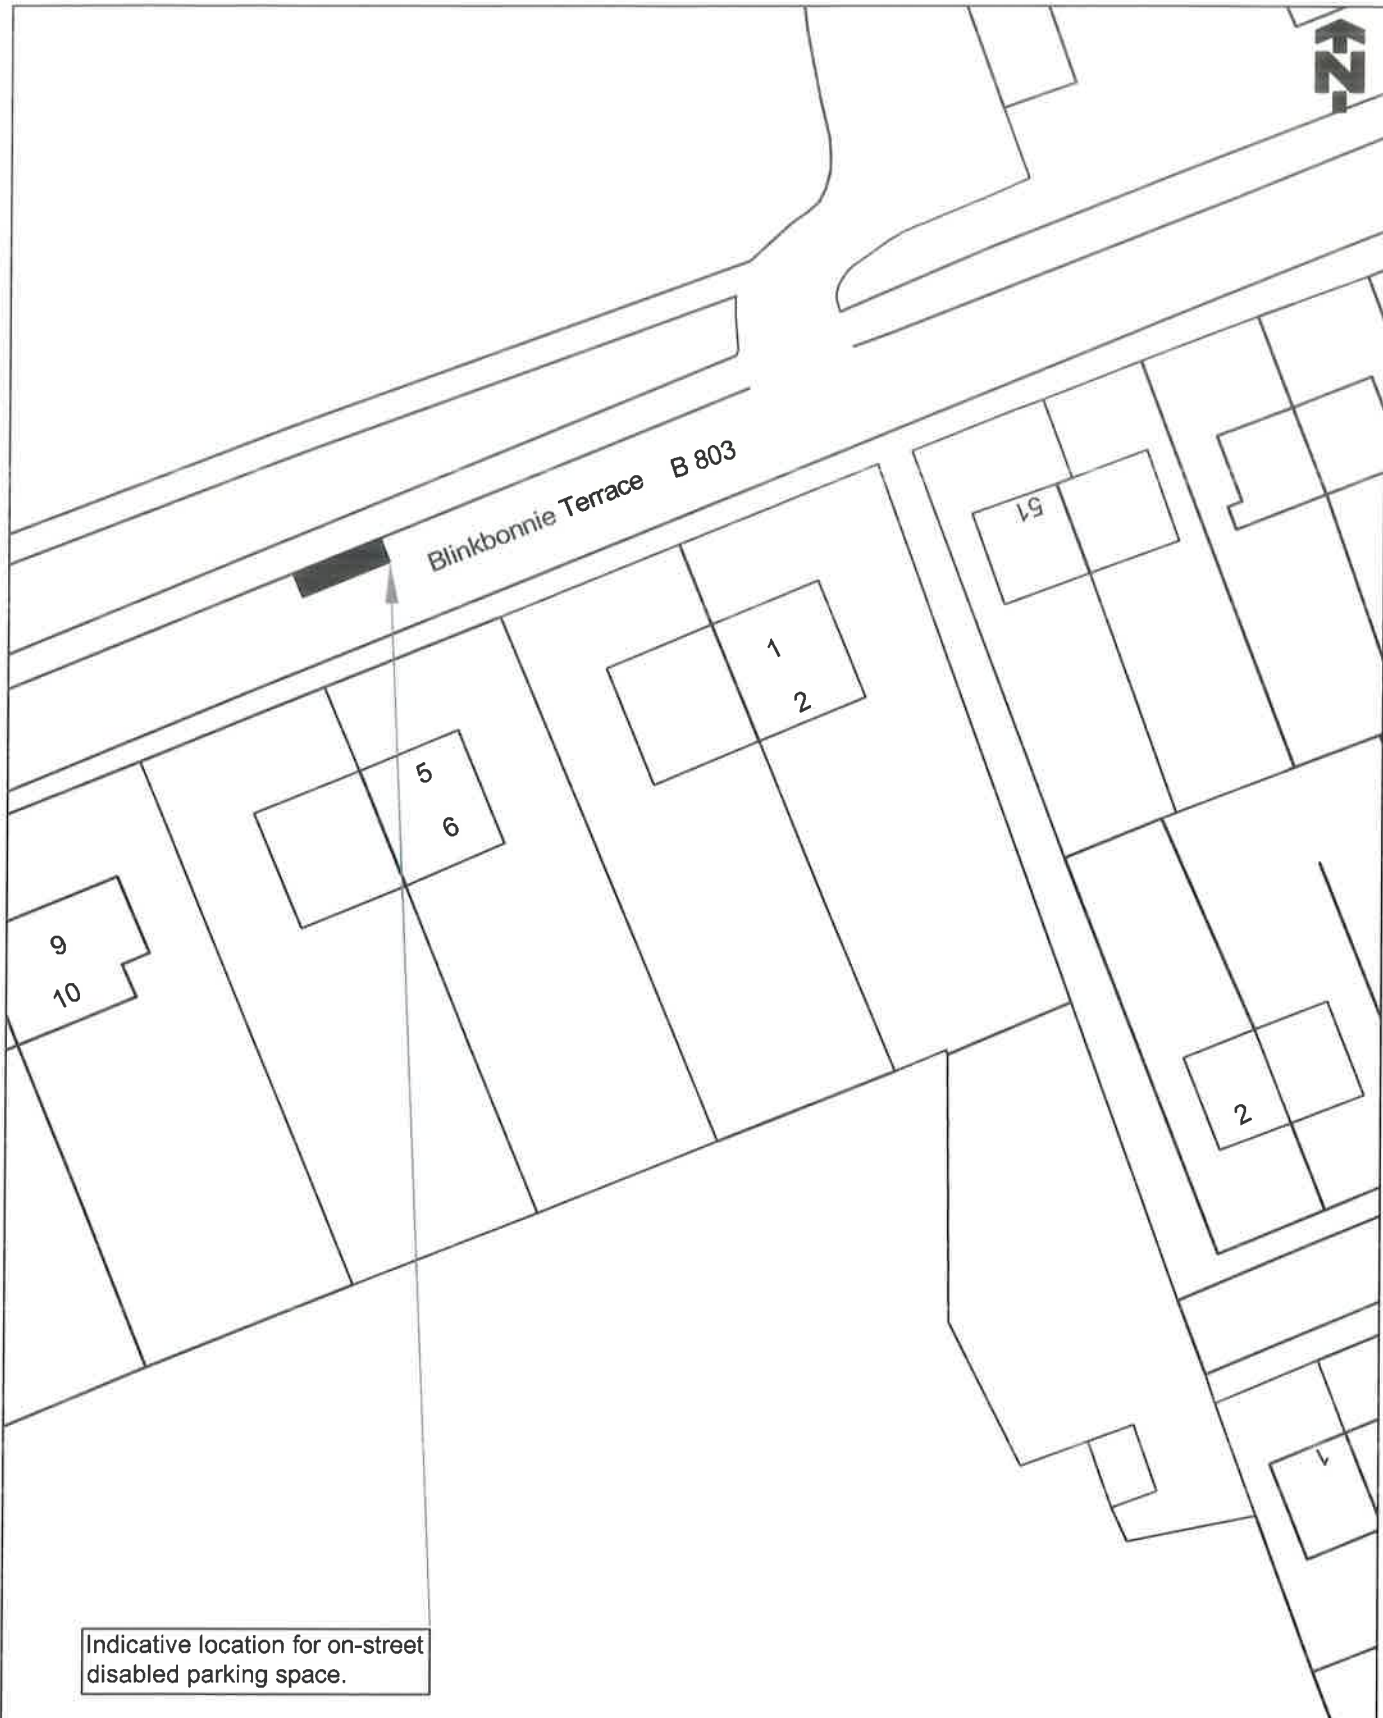 N
Blinkbonnie Terrace B 803
51
1
2
5
6
9
10
2
1
Indicative location for on-street
disabled parking space.